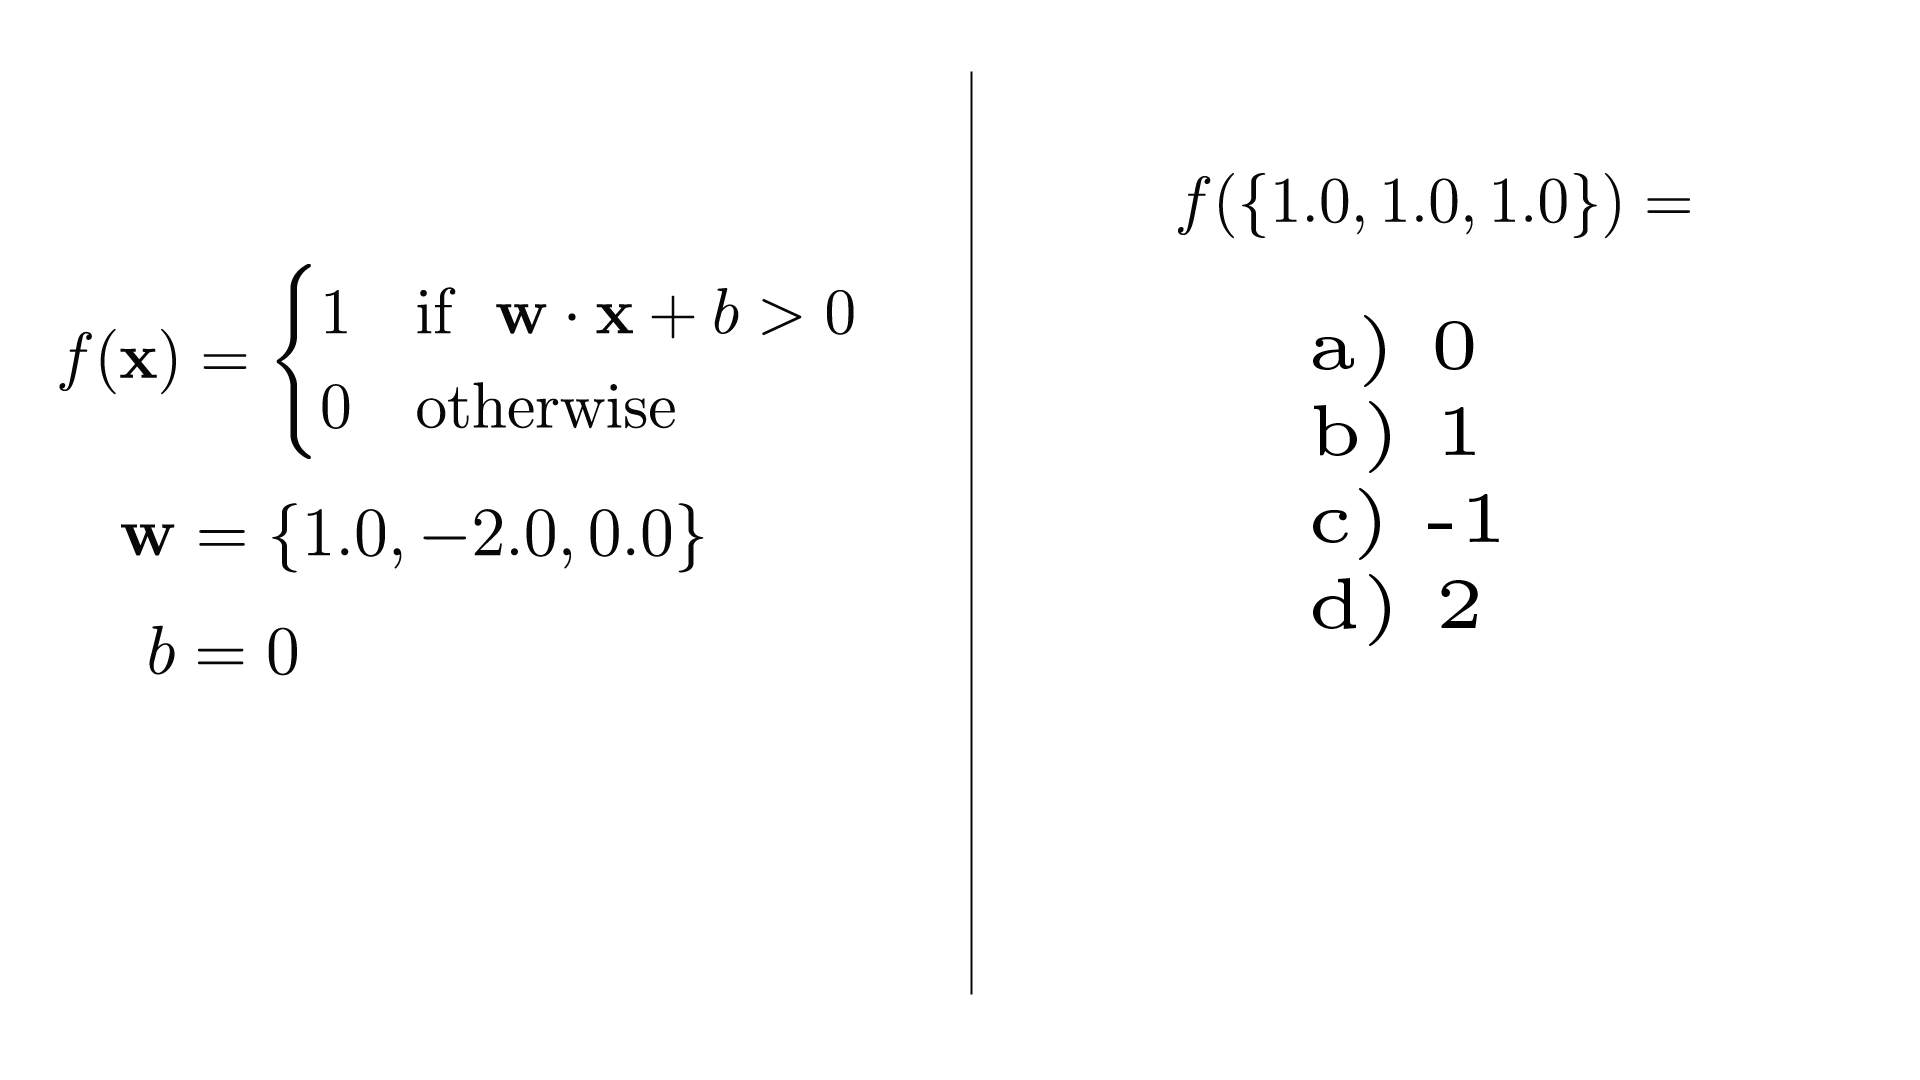 f(x) = { 1 if w · x + b > 0
0 otherwise
w = {1.0, −2.0, 0.0}
b = 0
f({1.0, 1.0, 1.0}) =
a) 0
b) 1
c) -1
d) 2